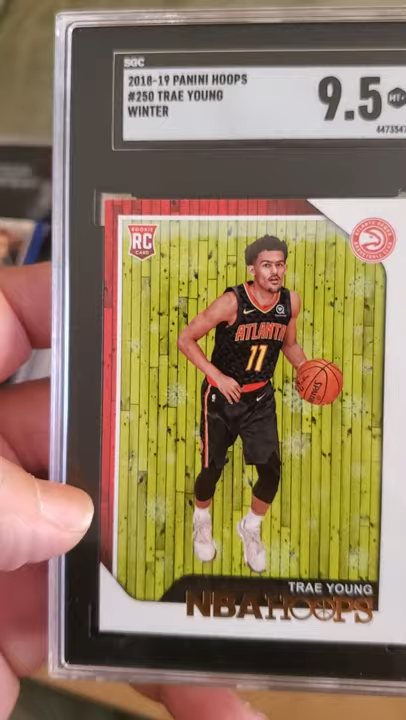 SGC
2018-19 PANINI HOOPS
#250 TRAE YOUNG
WINTER
9.5
MT+
4473547
ROOKIE
RC
CARD
ATLANTA
11
TRAE YOUNG
NBA HOOPS